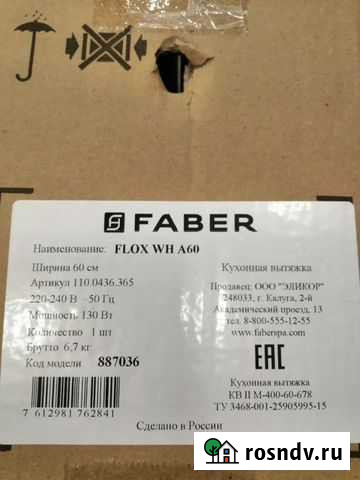 FABER
Наименование: FLOX WH A60
Ширина 60 см
Артикул 110.0436.365
220-240 В ~50 Гц
Мощность 130 Вт
Количество 1 шт
Брутто 6,7 кг
Код модели 887036
Кухонная вытяжка
Продавец: ООО "ЭЛИКОР"
248033, г. Калуга, 2-й
Академический проезд, 13
тел. 8-800-555-12-55
www.faberspa.com
EAC
Кухонная вытяжка
КВ II М-400-60-678
ТУ 3468-001-25905995-15
7 612981 762841
Сделано в России
rosndv.ru